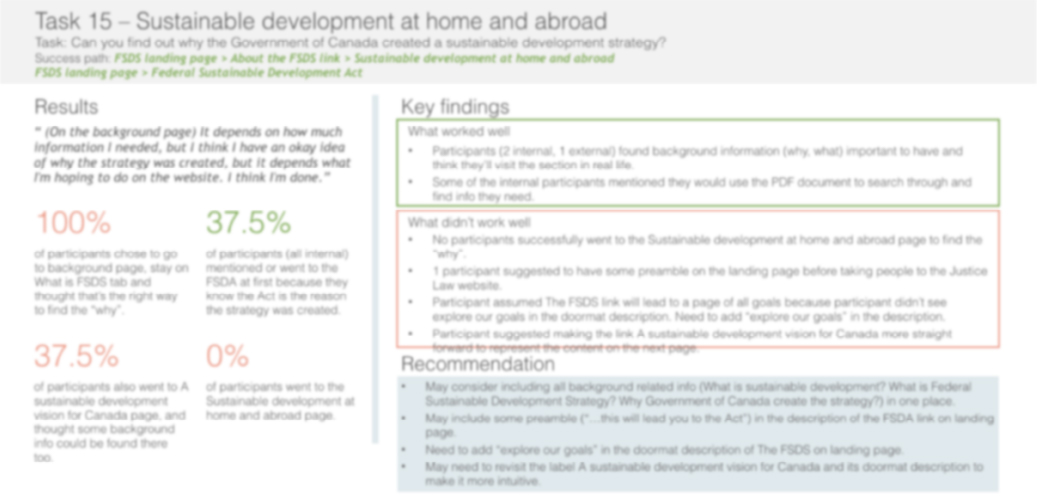 Task 15 – Sustainable development at home and abroad
Task: Can you find out why the Government of Canada created a sustainable development strategy?
Success path: FSDS landing page > About the FSDS link > Sustainable development at home and abroad
FSDS landing page > Federal Sustainable Development Act
Results
“ (On the background page) It depends on how much
information I needed, but I think I have an okay idea
of why the strategy was created, but it depends what
I'm hoping to do on the website. I think I'm done.”
100%
of participants chose to go
to background page, stay on
What is FSDS tab and
thought that's the right way
to find the “why”.
37.5%
of participants (all internal)
mentioned or went to the
FSDA at first because they
know the Act is the reason
the strategy was created.
37.5%
of participants also went to A
sustainable development
vision for Canada page, and
thought some background
info could be found there
too.
0%
of participants went to the
Sustainable development at
home and abroad page.
Key findings
What worked well
• Participants (2 internal, 1 external) found background information (why, what) important to have and
think they'll visit the section in real life.
• Some of the internal participants mentioned they would use the PDF document to search through and
find info they need.
What didn't work well
• No participants successfully went to the Sustainable development at home and abroad page to find the
“why”.
• 1 participant suggested to have some preamble on the landing page before taking people to the Justice
Law website.
• Participant assumed The FSDS link will lead to a page of all goals because participant didn't see
explore our goals in the doormat description. Need to add “explore our goals” in the description.
• Participant suggested making the link A sustainable development vision for Canada more straight
forward to represent the content on the next page.
Recommendation
• May consider including all background related info (What is sustainable development? What is Federal
Sustainable Development Strategy? Why Government of Canada create the strategy?) in one place.
• May include some preamble (“…this will lead you to the Act”) in the description of the FSDA link on landing
page.
• Need to add “explore our goals” in the doormat description of The FSDS on landing page.
• May need to revisit the label A sustainable development vision for Canada and its doormat description to
make it more intuitive.